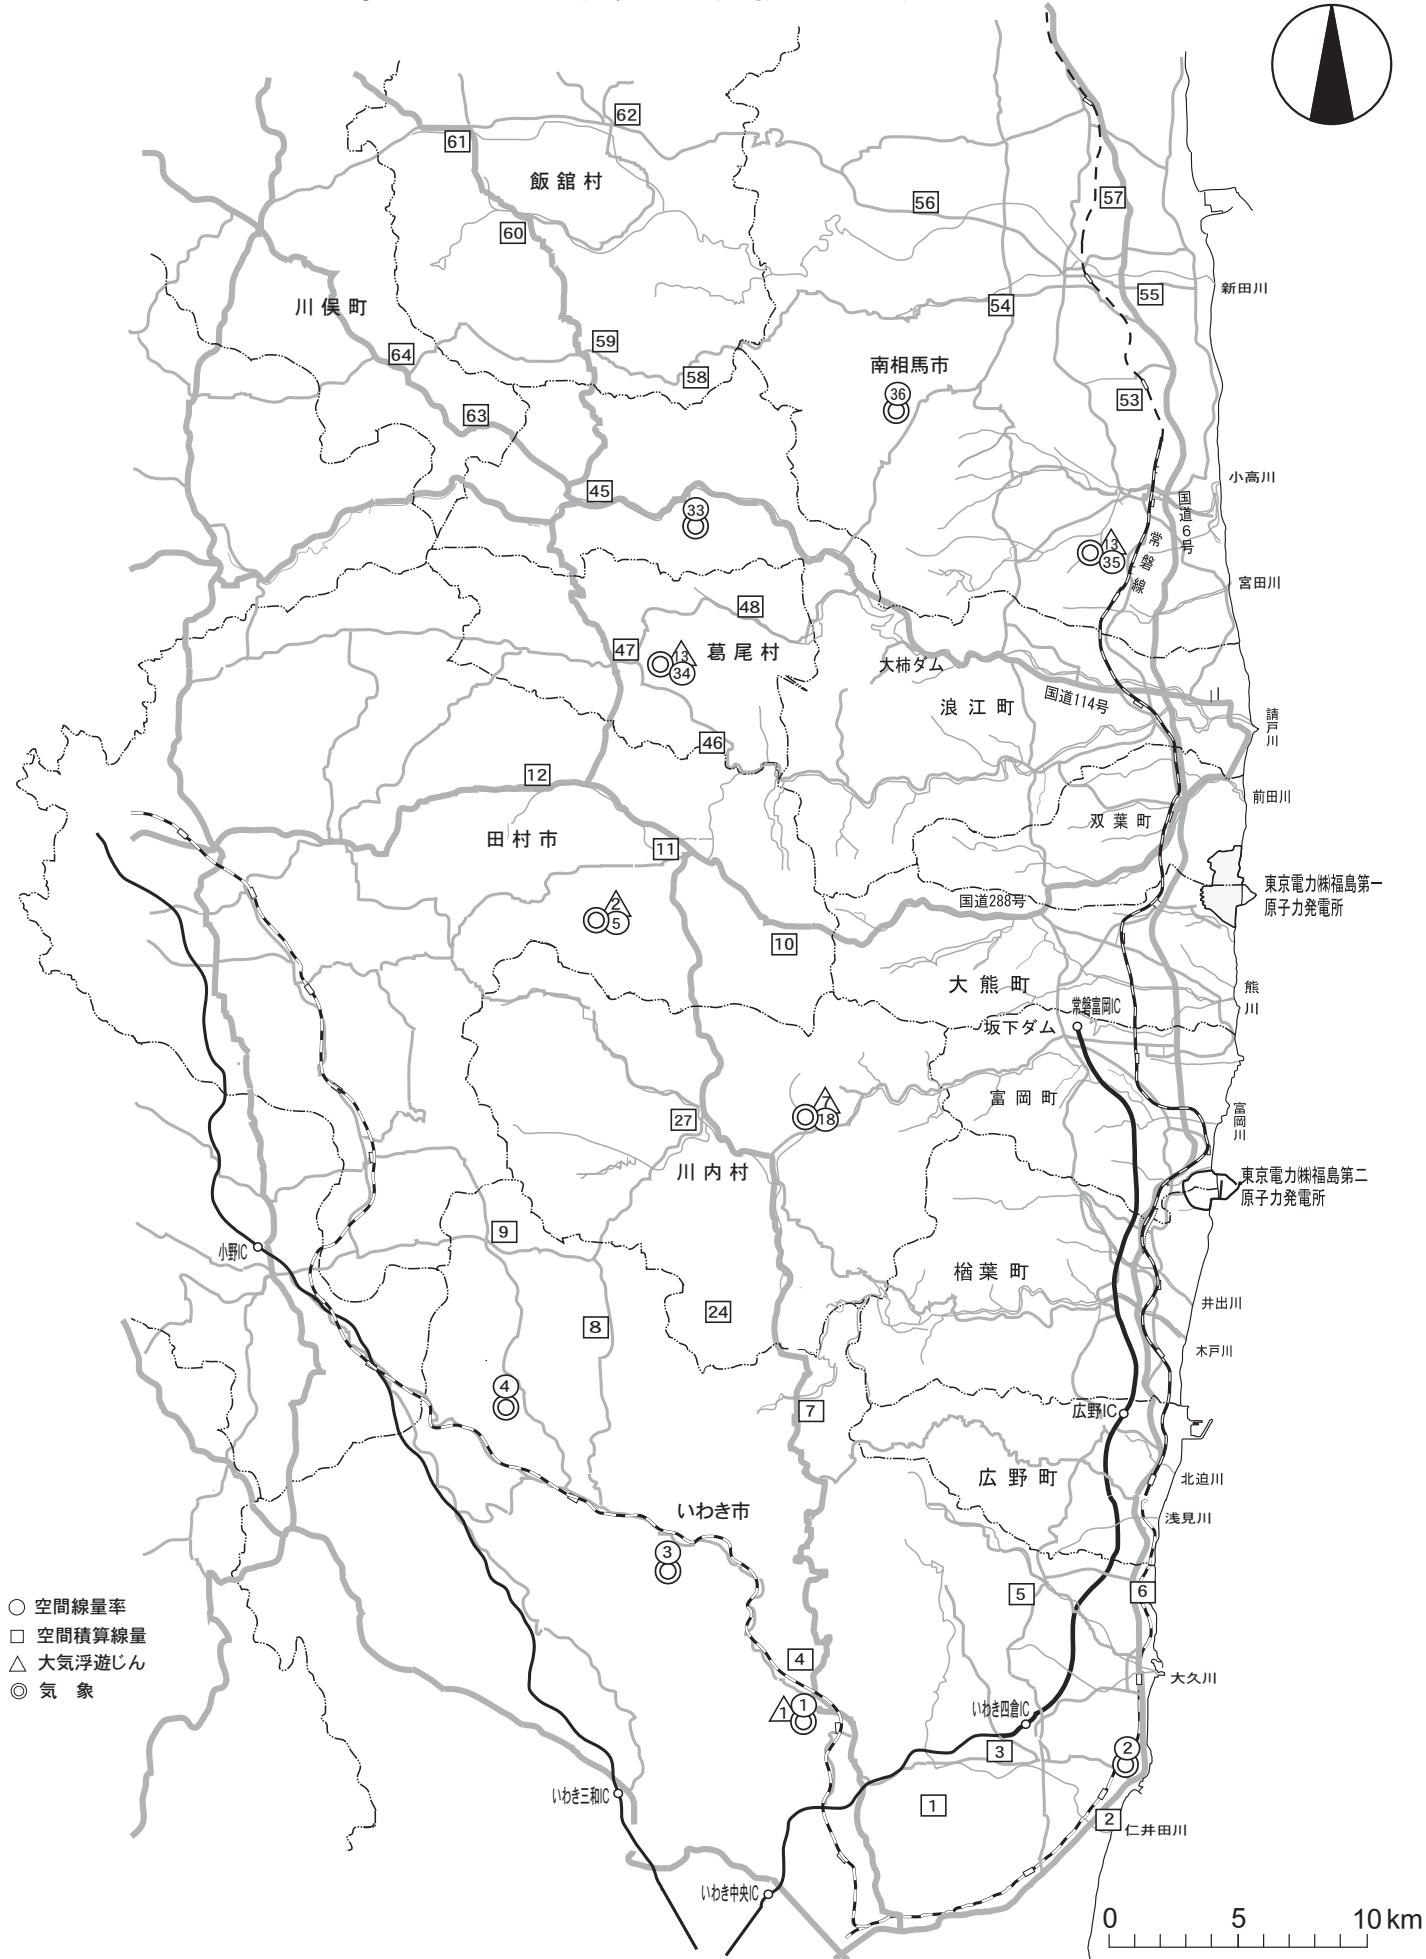 62
61
飯舘村
57
56
60
新田川
55
54
川俣町
59
64
58
南相馬市
36
53
63
小高川
45
国道6号
33
常磐線
13
35
宮田川
48
47
13
34
葛尾村
大柿ダム
国道114号
浪江町
請戸川
46
12
前田川
双葉町
田村市
11
東京電力㈱福島第一
原子力発電所
国道288号
2
5
10
大熊町
熊川
常磐富岡IC
坂下ダム
富岡町
7
18
27
富岡川
川内村
東京電力㈱福島第二
原子力発電所
9
小野IC
楢葉町
井出川
24
8
木戸川
4
7
広野IC
広野町
北迫川
いわき市
浅見川
3
5
6
○ 空間線量率
□ 空間積算線量
△ 大気浮遊じん
◎ 気 象
4
大久川
1
1
いわき四倉IC
3
2
いわき三和IC
1
2
仁井田川
いわき中央IC
0 5 10 km